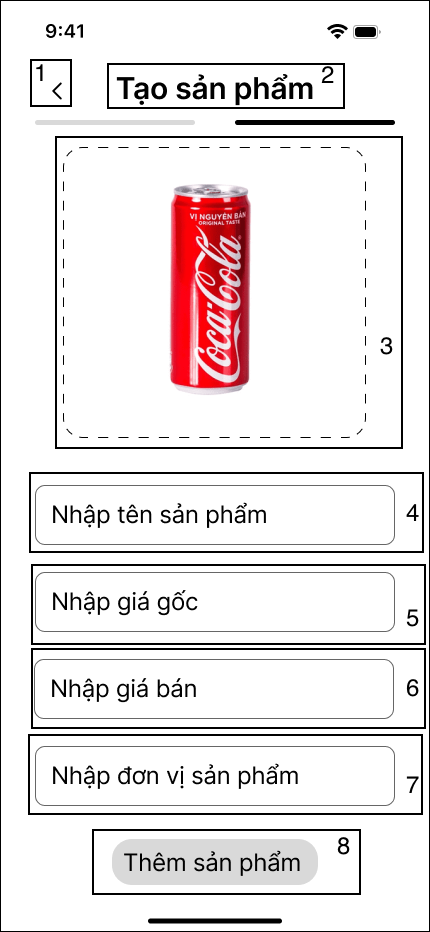 9:41
1
Tạo sản phẩm 2
VỊ NGUYÊN BẢN
ORIGINAL TASTE
Coca-Cola
3
Nhập tên sản phẩm 4
Nhập giá gốc 5
Nhập giá bán 6
Nhập đơn vị sản phẩm 7
Thêm sản phẩm 8